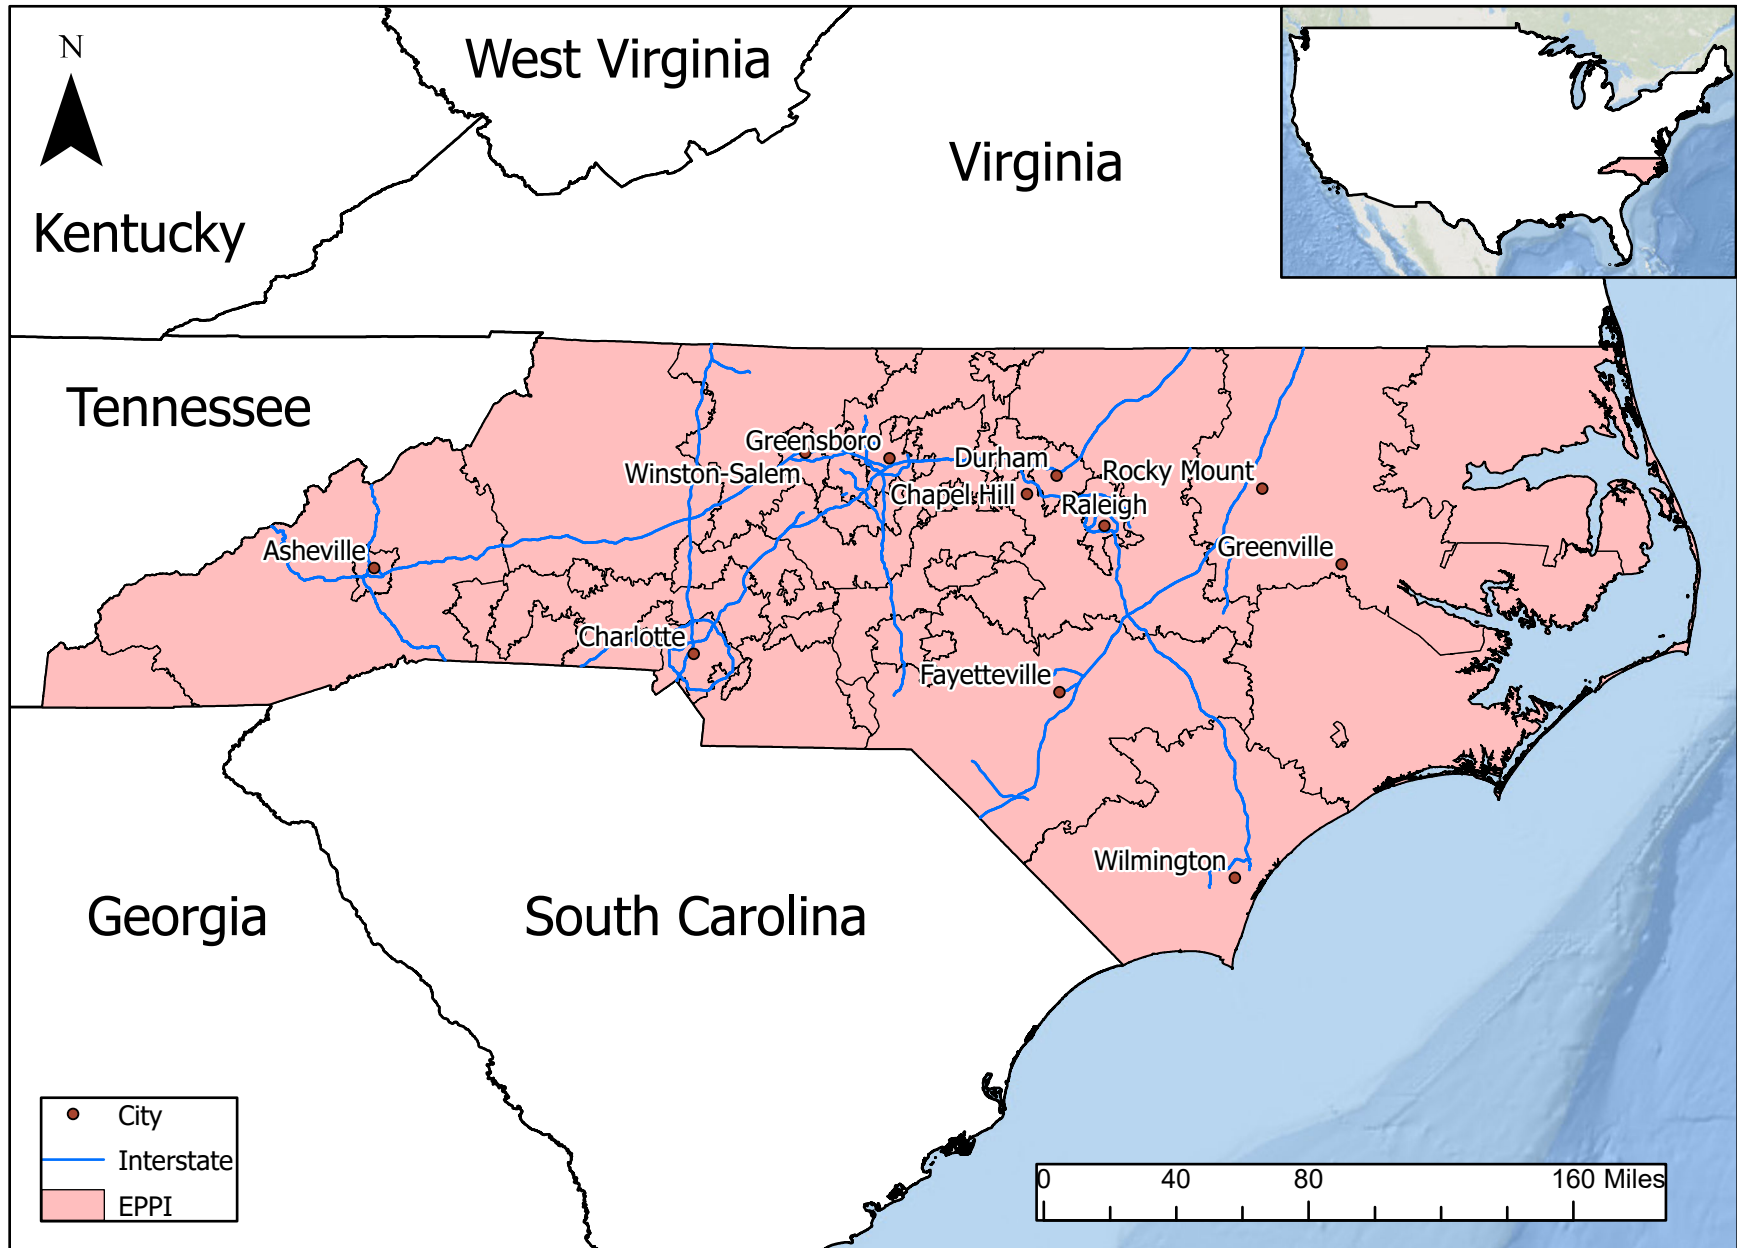 N
West Virginia
Virginia
Kentucky
Tennessee
Greensboro
Winston-Salem
Durham
Rocky Mount
Chapel Hill
Raleigh
Asheville
Greenville
Charlotte
Fayetteville
Wilmington
Georgia
South Carolina
City
Interstate
EPPI
0 40 80 160 Miles